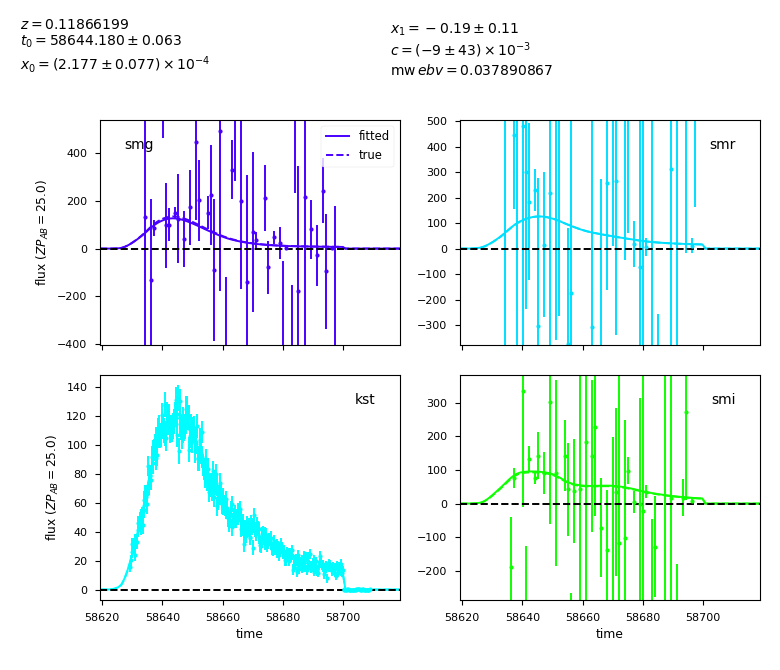 z = 0.11866199
t₀ = 58644.180 ± 0.063
x₀ = (2.177 ± 0.077) × 10⁻⁴
x₁ = −0.19 ± 0.11
c = (−9 ± 43) × 10⁻³
mw ebv = 0.037890867
smg
fitted
true
400
200
0
−200
−400
flux (ZP_AB = 25.0)
smr
500
400
300
200
100
0
−100
−200
−300
kst
140
120
100
80
60
40
20
0
flux (ZP_AB = 25.0)
58620 58640 58660 58680 58700
time
smi
300
200
100
0
−100
−200
58620 58640 58660 58680 58700
time